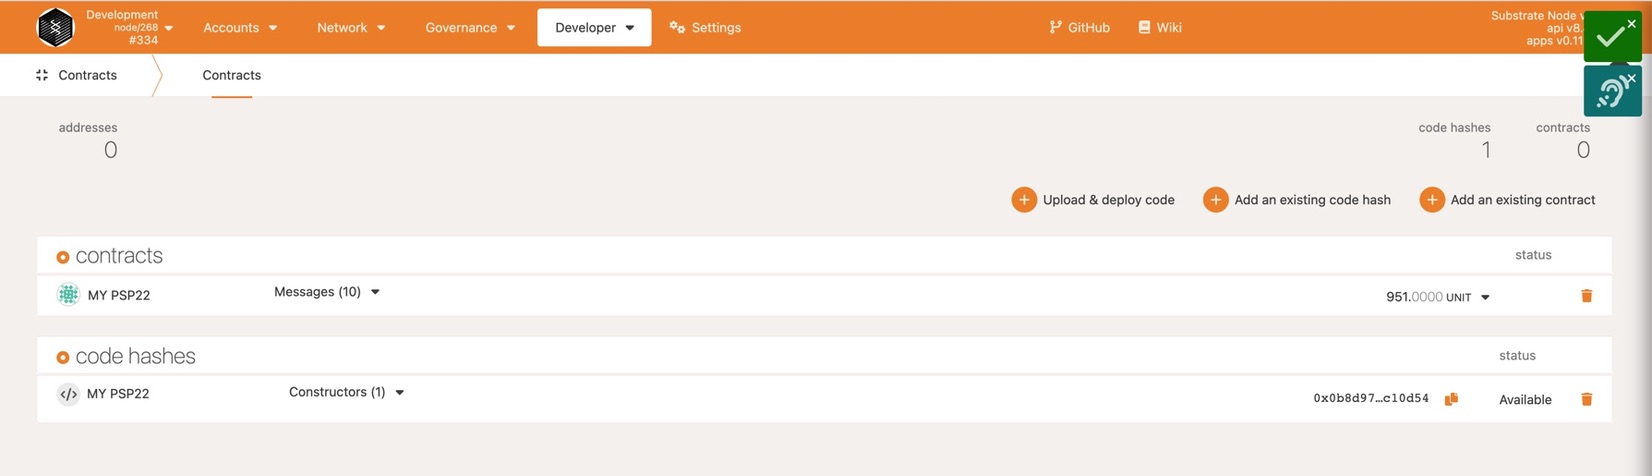 Development
node/268
#334
Accounts
Network
Governance
Developer
Settings
GitHub
Wiki
Substrate Node
api v8.
apps v0.11
Contracts
Contracts
addresses
0
code hashes
1
contracts
0
Upload & deploy code
Add an existing code hash
Add an existing contract
contracts
status
MY PSP22
Messages (10)
951.0000 UNIT
code hashes
status
MY PSP22
Constructors (1)
0x0b8d97…c10d54
Available